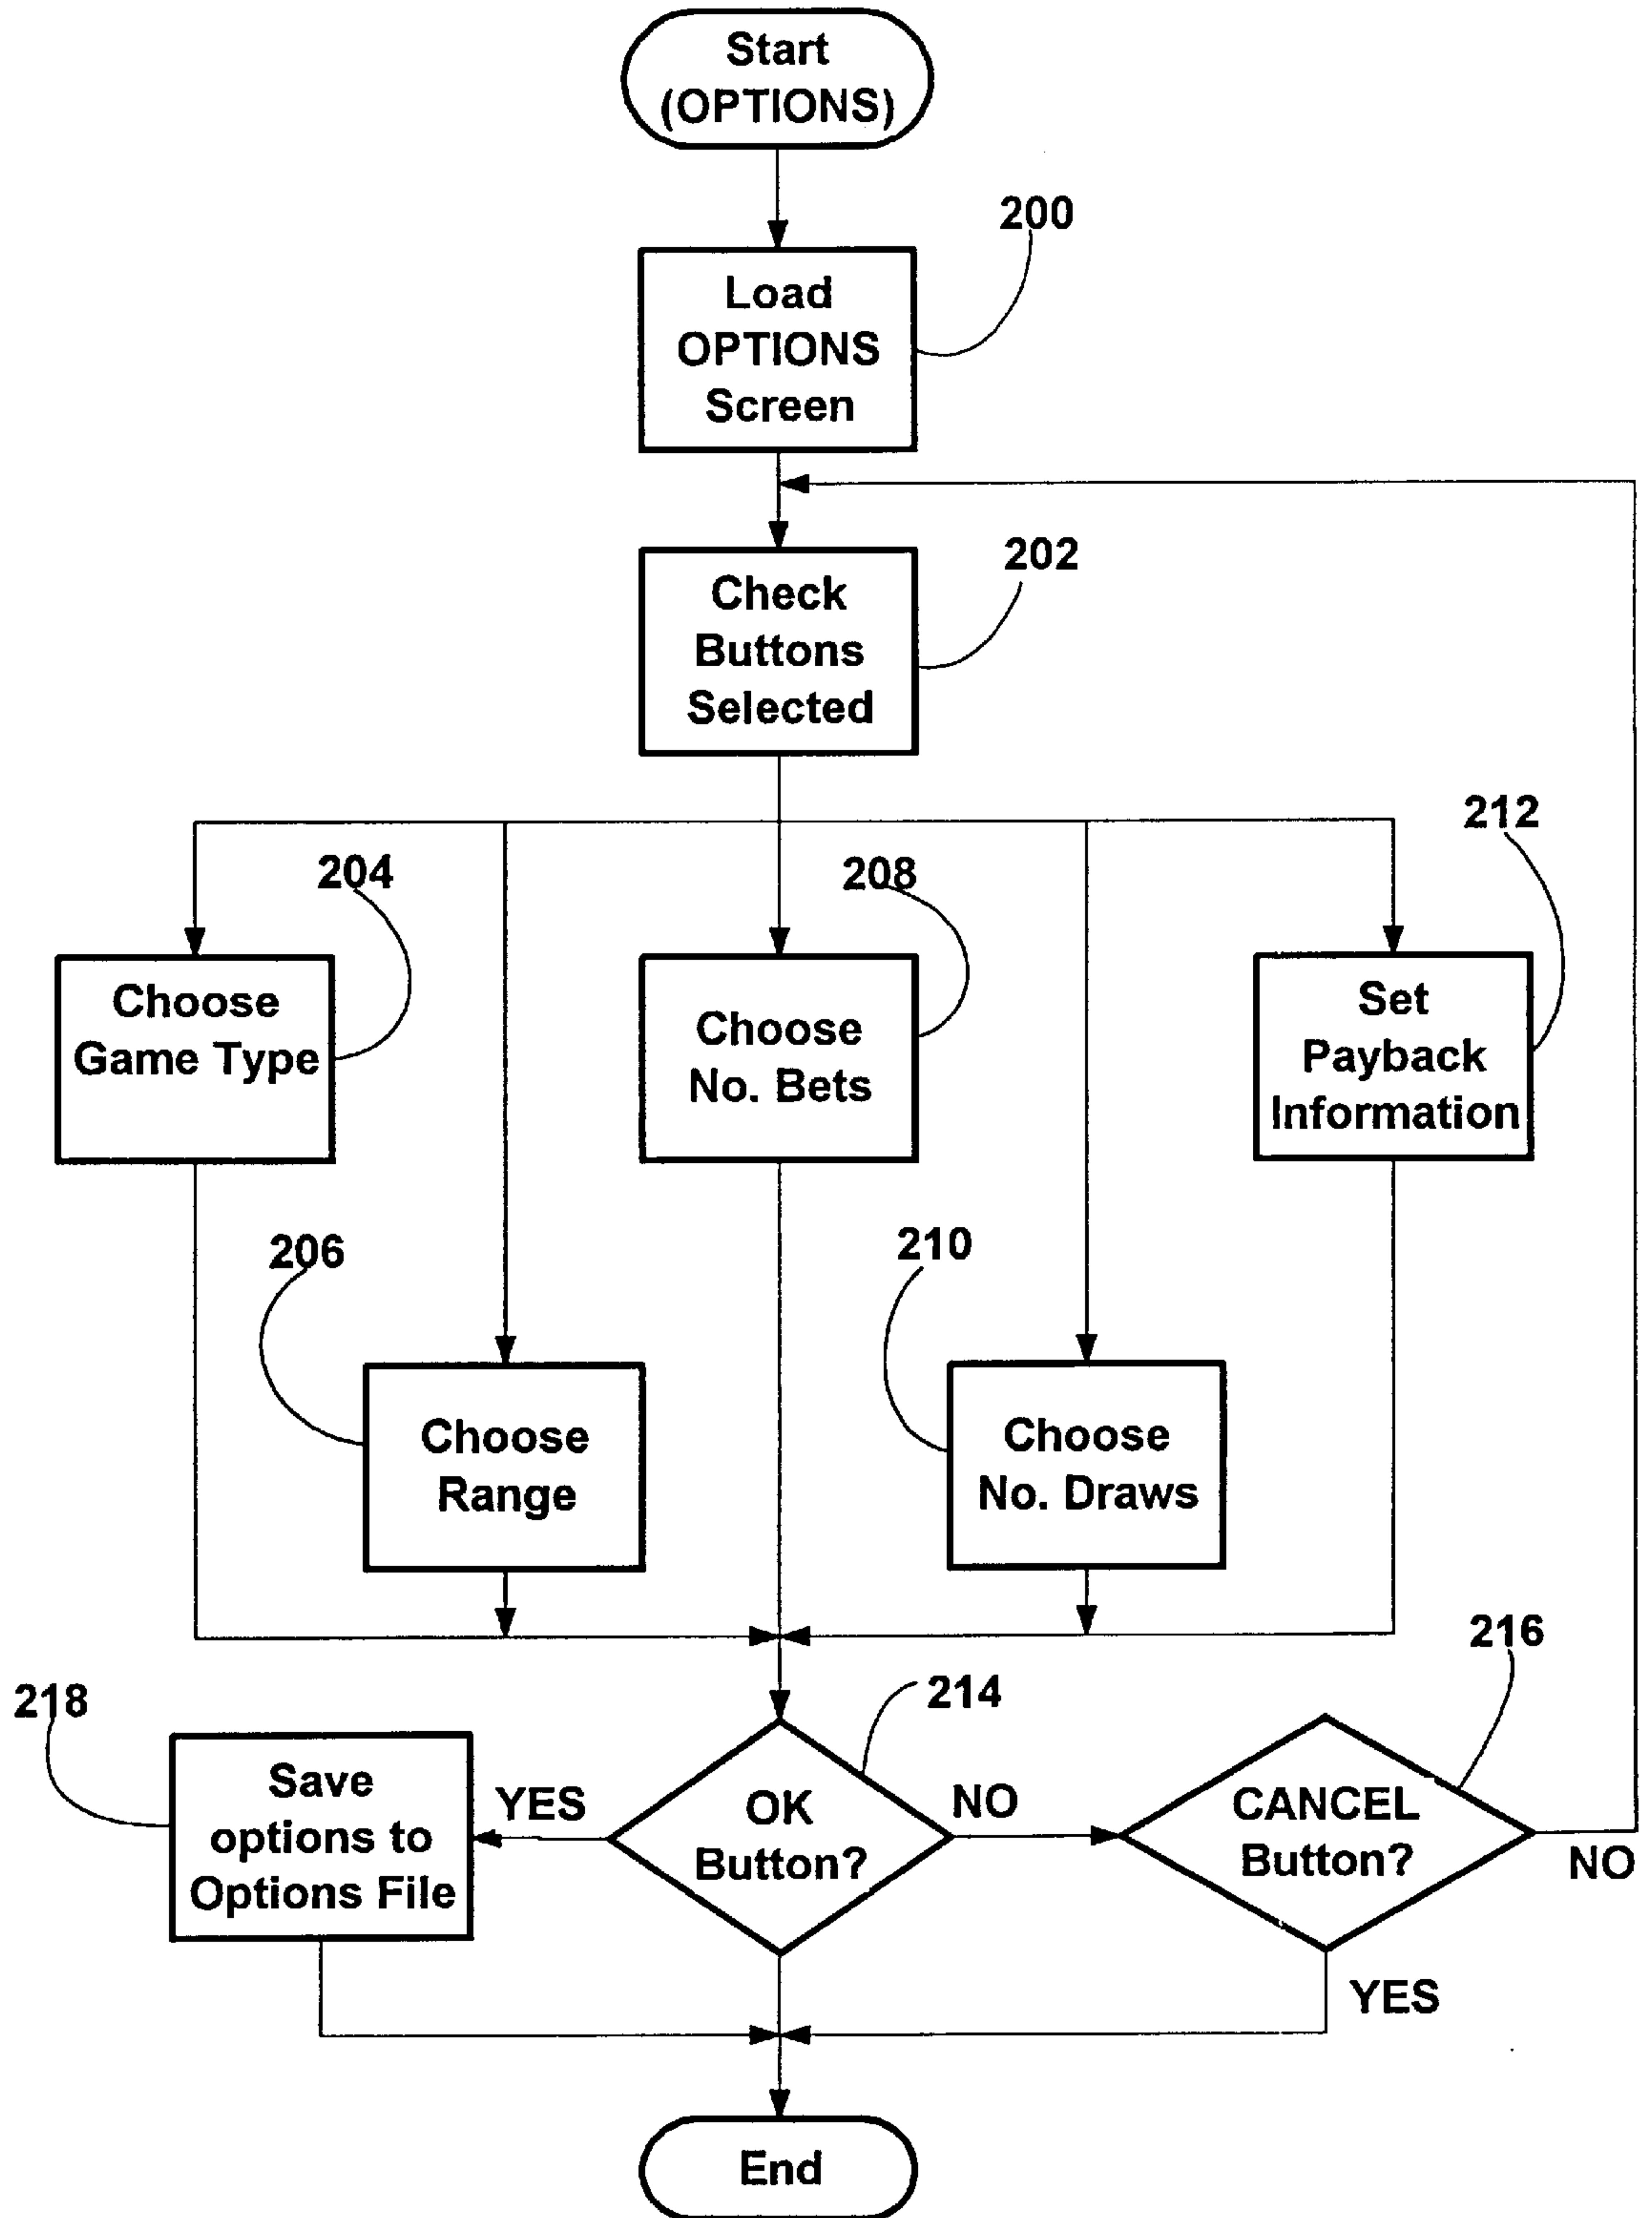 Start
(OPTIONS)
200
Load
OPTIONS
Screen
202
Check
Buttons
Selected
212
204
208
Choose
Game Type
Choose
No. Bets
Set
Payback
Information
206
210
Choose
Range
Choose
No. Draws
216
218
214
Save
options to
Options File
YES
OK
Button?
NO
CANCEL
Button?
NO
YES
End